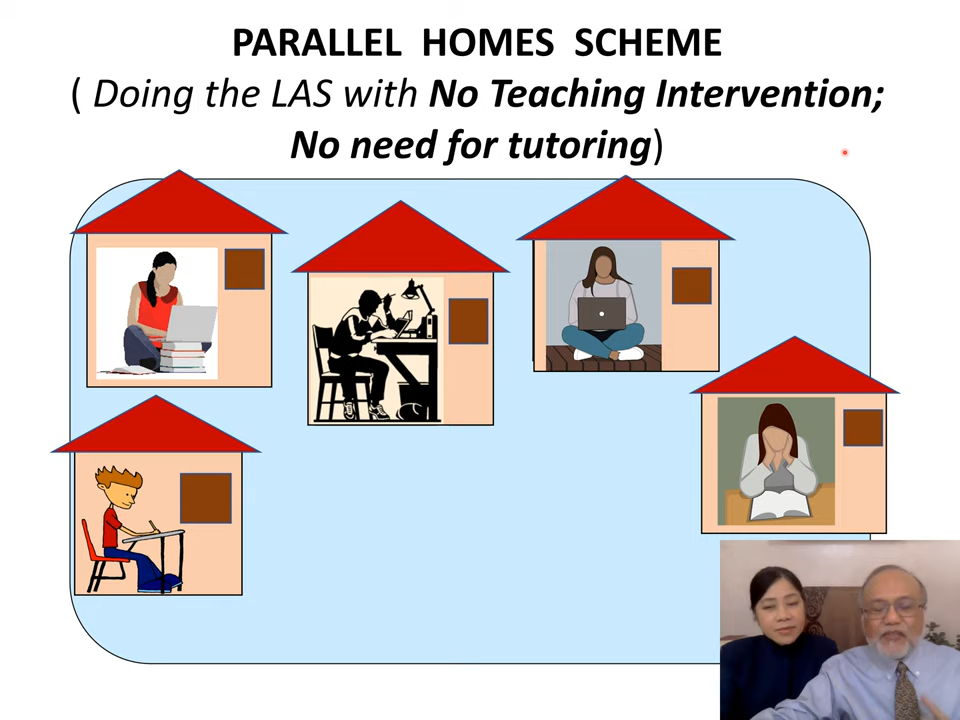 PARALLEL HOMES SCHEME
( Doing the LAS with No Teaching Intervention;
No need for tutoring)